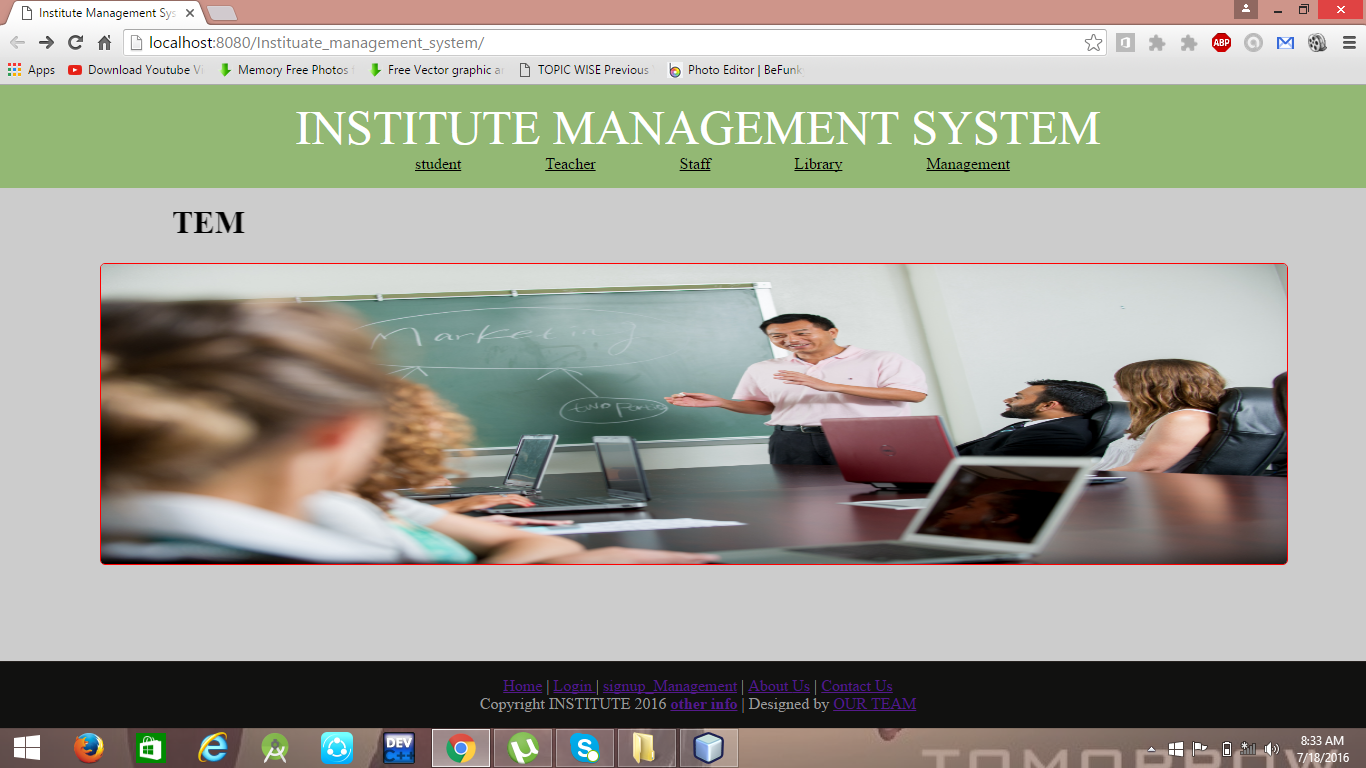 Institute Management Sys
localhost:8080/Instituate_management_system/
Apps Download Youtube Vi Memory Free Photos Free Vector graphic a TOPIC WISE Previous Photo Editor | BeFunk
ABP
INSTITUTE MANAGEMENT SYSTEM
student Teacher Staff Library Management
TEM
Marketing
two parts
Home | Login | signup_Management | About Us | Contact Us
Copyright INSTITUTE 2016 other info | Designed by OUR TEAM
DEV
C++
TOMORROW
8:33 AM
7/18/2016